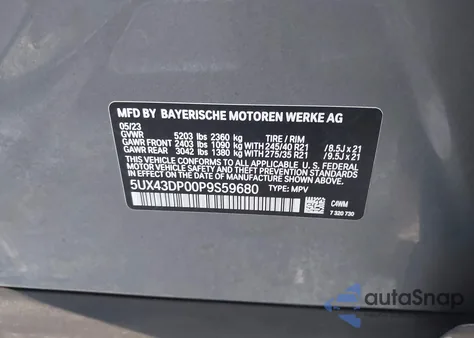 MFD BY BAYERISCHE MOTOREN WERKE AG
05/23
GVWR 5203 lbs 2360 kg TIRE / RIM
GAWR FRONT 2403 lbs 1090 kg 245/40 R21 / 8.5J x 21
GAWR REAR 3042 lbs 1380 kg 275/35 R21 / 9.5J x 21
THIS VEHICLE CONFORMS TO ALL APPLICABLE U. S. FEDERAL
MOTOR VEHICLE SAFETY, BUMPER, AND THEFT
PREVENTION STANDARDS IN EFFECT ON THE DATE OF
MANUFACTURE SHOWN ABOVE.
5UX43DP00P9S59680 TYPE: MPV
C4WM
7 320 730
autoSnap